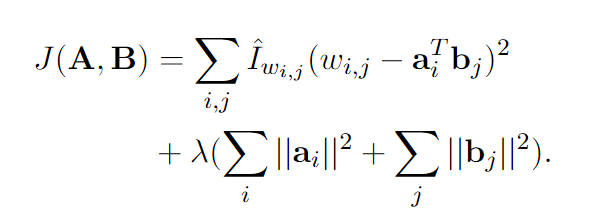 J(A, B) = ∑_{i,j} Î_{w_{i,j}} (w_{i,j} − a_i^T b_j)^2
+ λ(∑_i ||a_i||^2 + ∑_j ||b_j||^2).